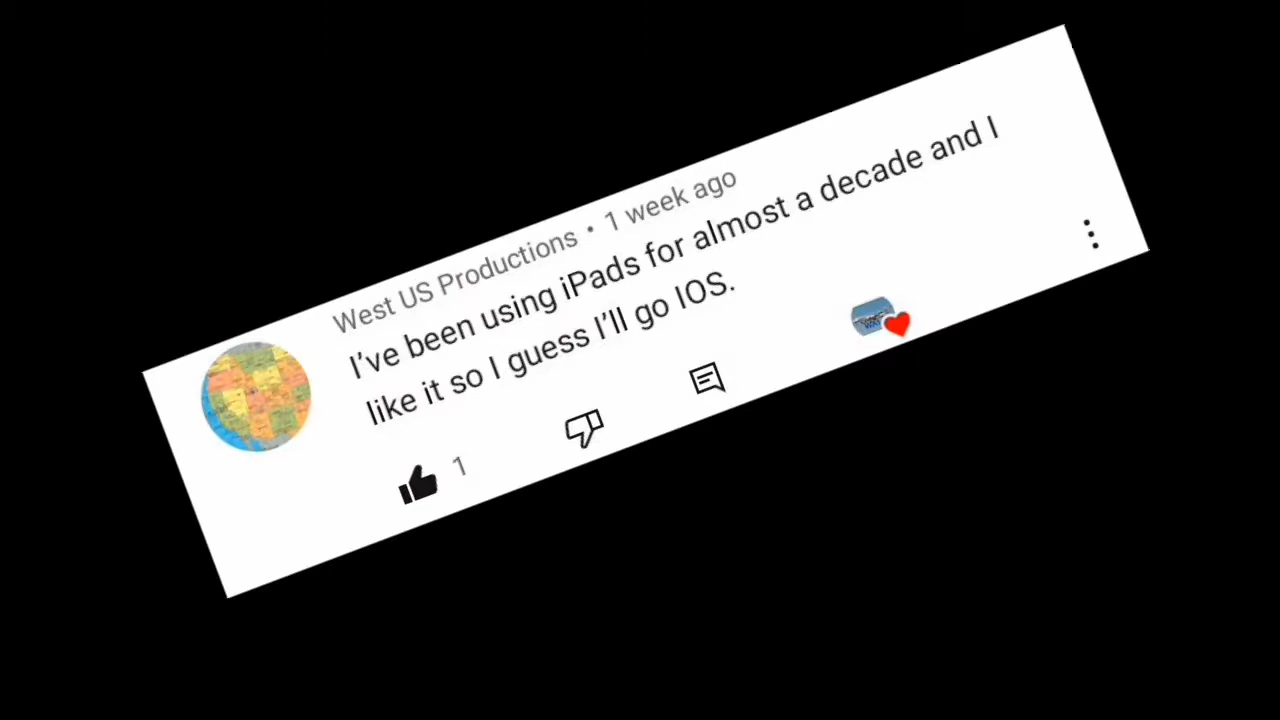 West US Productions • 1 week ago
I've been using iPads for almost a decade and I
like it so I guess I'll go IOS.
1